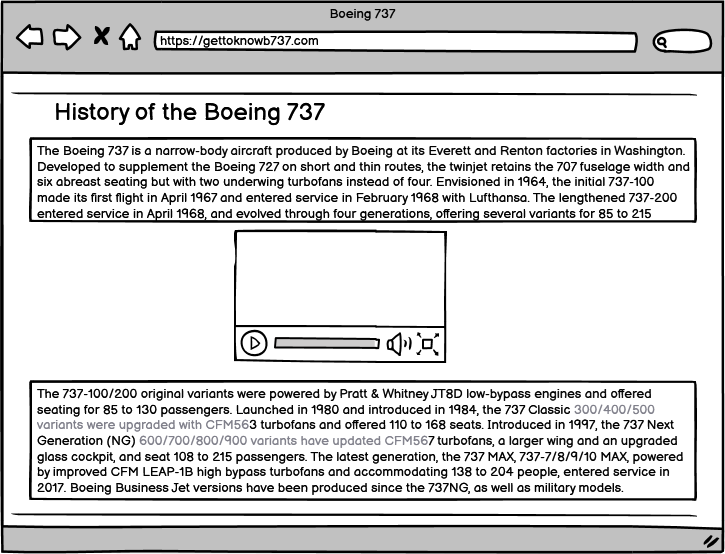 Boeing 737
https://gettoknowb737.com
History of the Boeing 737
The Boeing 737 is a narrow-body aircraft produced by Boeing at its Everett and Renton factories in Washington.
Developed to supplement the Boeing 727 on short and thin routes, the twinjet retains the 707 fuselage width and
six abreast seating but with two underwing turbofans instead of four. Envisioned in 1964, the initial 737-100
made its first flight in April 1967 and entered service in February 1968 with Lufthansa. The lengthened 737-200
entered service in April 1968, and evolved through four generations, offering several variants for 85 to 215
The 737-100/200 original variants were powered by Pratt & Whitney JT8D low-bypass engines and offered
seating for 85 to 130 passengers. Launched in 1980 and introduced in 1984, the 737 Classic 300/400/500
variants were upgraded with CFM563 turbofans and offered 110 to 168 seats. Introduced in 1997, the 737 Next
Generation (NG) 600/700/800/900 variants have updated CFM567 turbofans, a larger wing and an upgraded
glass cockpit, and seat 108 to 215 passengers. The latest generation, the 737 MAX, 737-7/8/9/10 MAX, powered
by improved CFM LEAP-1B high bypass turbofans and accommodating 138 to 204 people, entered service in
2017. Boeing Business Jet versions have been produced since the 737NG, as well as military models.